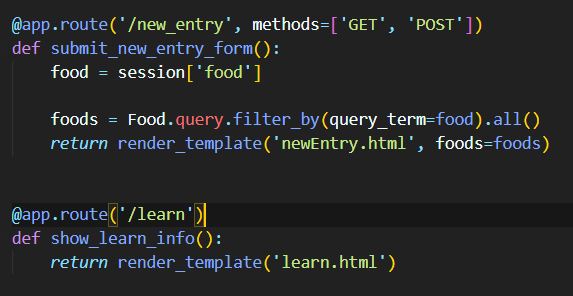 @app.route('/new_entry', methods=['GET', 'POST'])
def submit_new_entry_form():
    food = session['food']
    foods = Food.query.filter_by(query_term=food).all()
    return render_template('newEntry.html', foods=foods)
@app.route('/learn')
def show_learn_info():
    return render_template('learn.html')